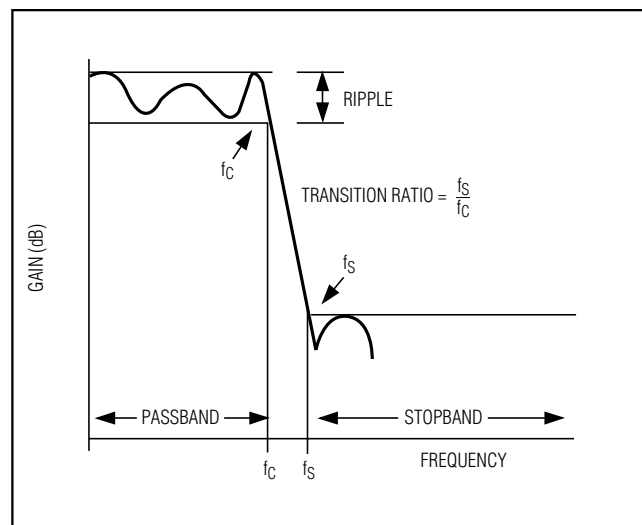 RIPPLE
fC
TRANSITION RATIO = fS/fC
GAIN (dB)
fS
PASSBAND
STOPBAND
fC
fS
FREQUENCY